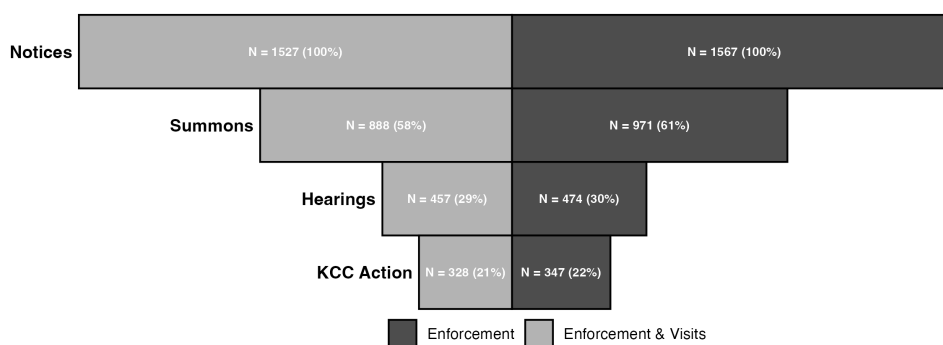 Notices N = 1527 (100%) N = 1567 (100%)
Summons N = 888 (58%) N = 971 (61%)
Hearings N = 457 (29%) N = 474 (30%)
KCC Action N = 328 (21%) N = 347 (22%)
Enforcement Enforcement & Visits